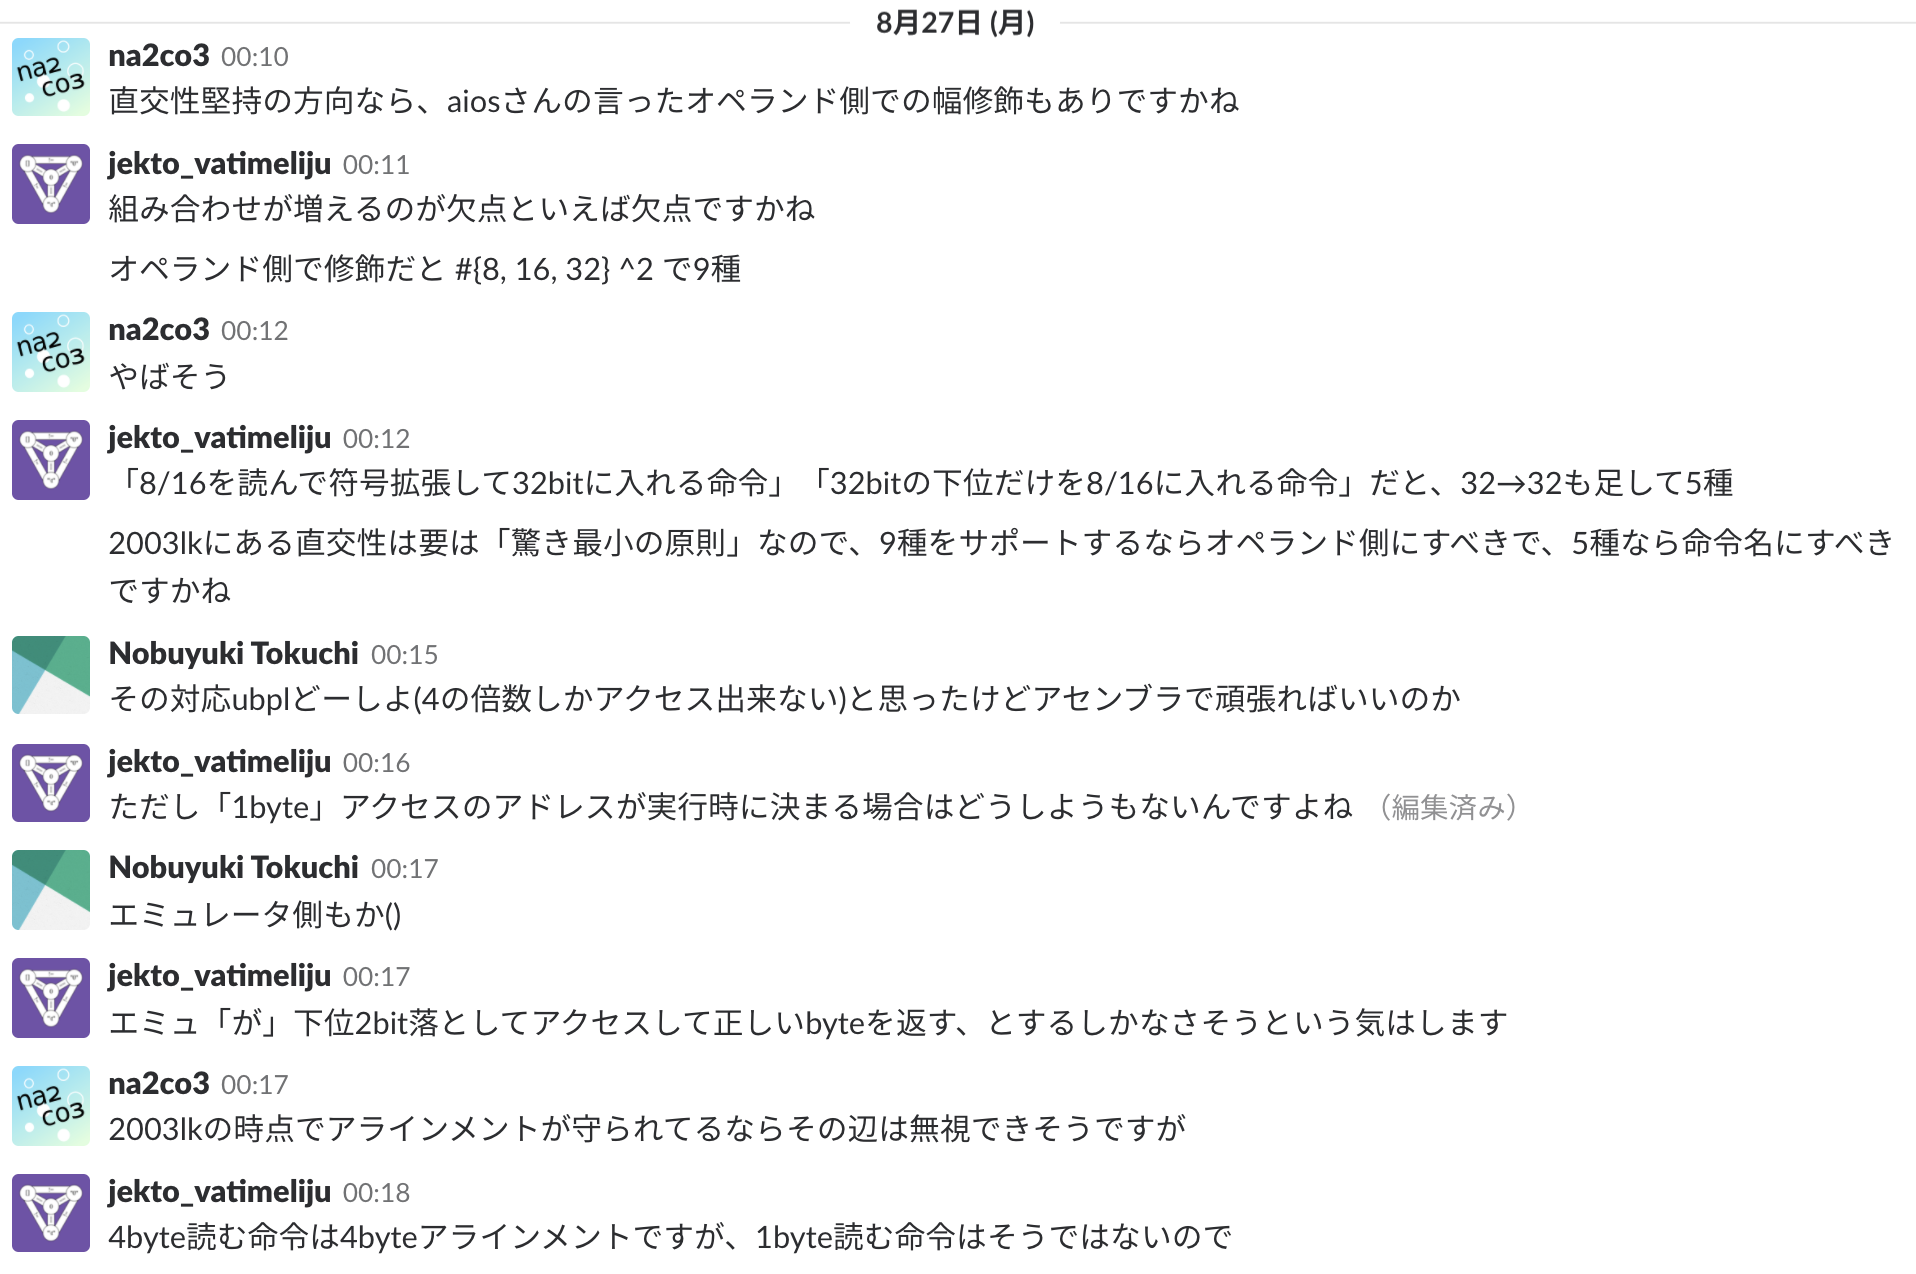 8月27日 (月)
na2co3 00:10
直交性堅持の方向なら、aiosさんの言ったオペランド側での幅修飾もありですかね
jekto_vatimeliju 00:11
組み合わせが増えるのが欠点といえば欠点ですかね
オペランド側で修飾だと #{8, 16, 32} ^2 で9種
na2co3 00:12
やばそう
jekto_vatimeliju 00:12
「8/16を読んで符号拡張して32bitに入れる命令」「32bitの下位だけを8/16に入れる命令」だと、32→32も足して5種
2003lkにある直交性は要は「驚き最小の原則」なので、9種をサポートするならオペランド側にすべきで、5種なら命令名にすべき
ですかね
Nobuyuki Tokuchi 00:15
その対応ubplどーしよ(4の倍数しかアクセス出来ない)と思ったけどアセンブラで頑張ればいいのか
jekto_vatimeliju 00:16
ただし「1byte」アクセスのアドレスが実行時に決まる場合はどうしようもないんですよね （編集済み）
Nobuyuki Tokuchi 00:17
エミュレータ側もか()
jekto_vatimeliju 00:17
エミュ「が」下位2bit落としてアクセスして正しいbyteを返す、とするしかなさそうという気はします
na2co3 00:17
2003lkの時点でアラインメントが守られてるならその辺は無視できそうですが
jekto_vatimeliju 00:18
4byte読む命令は4byteアラインメントですが、1byte読む命令はそうではないので